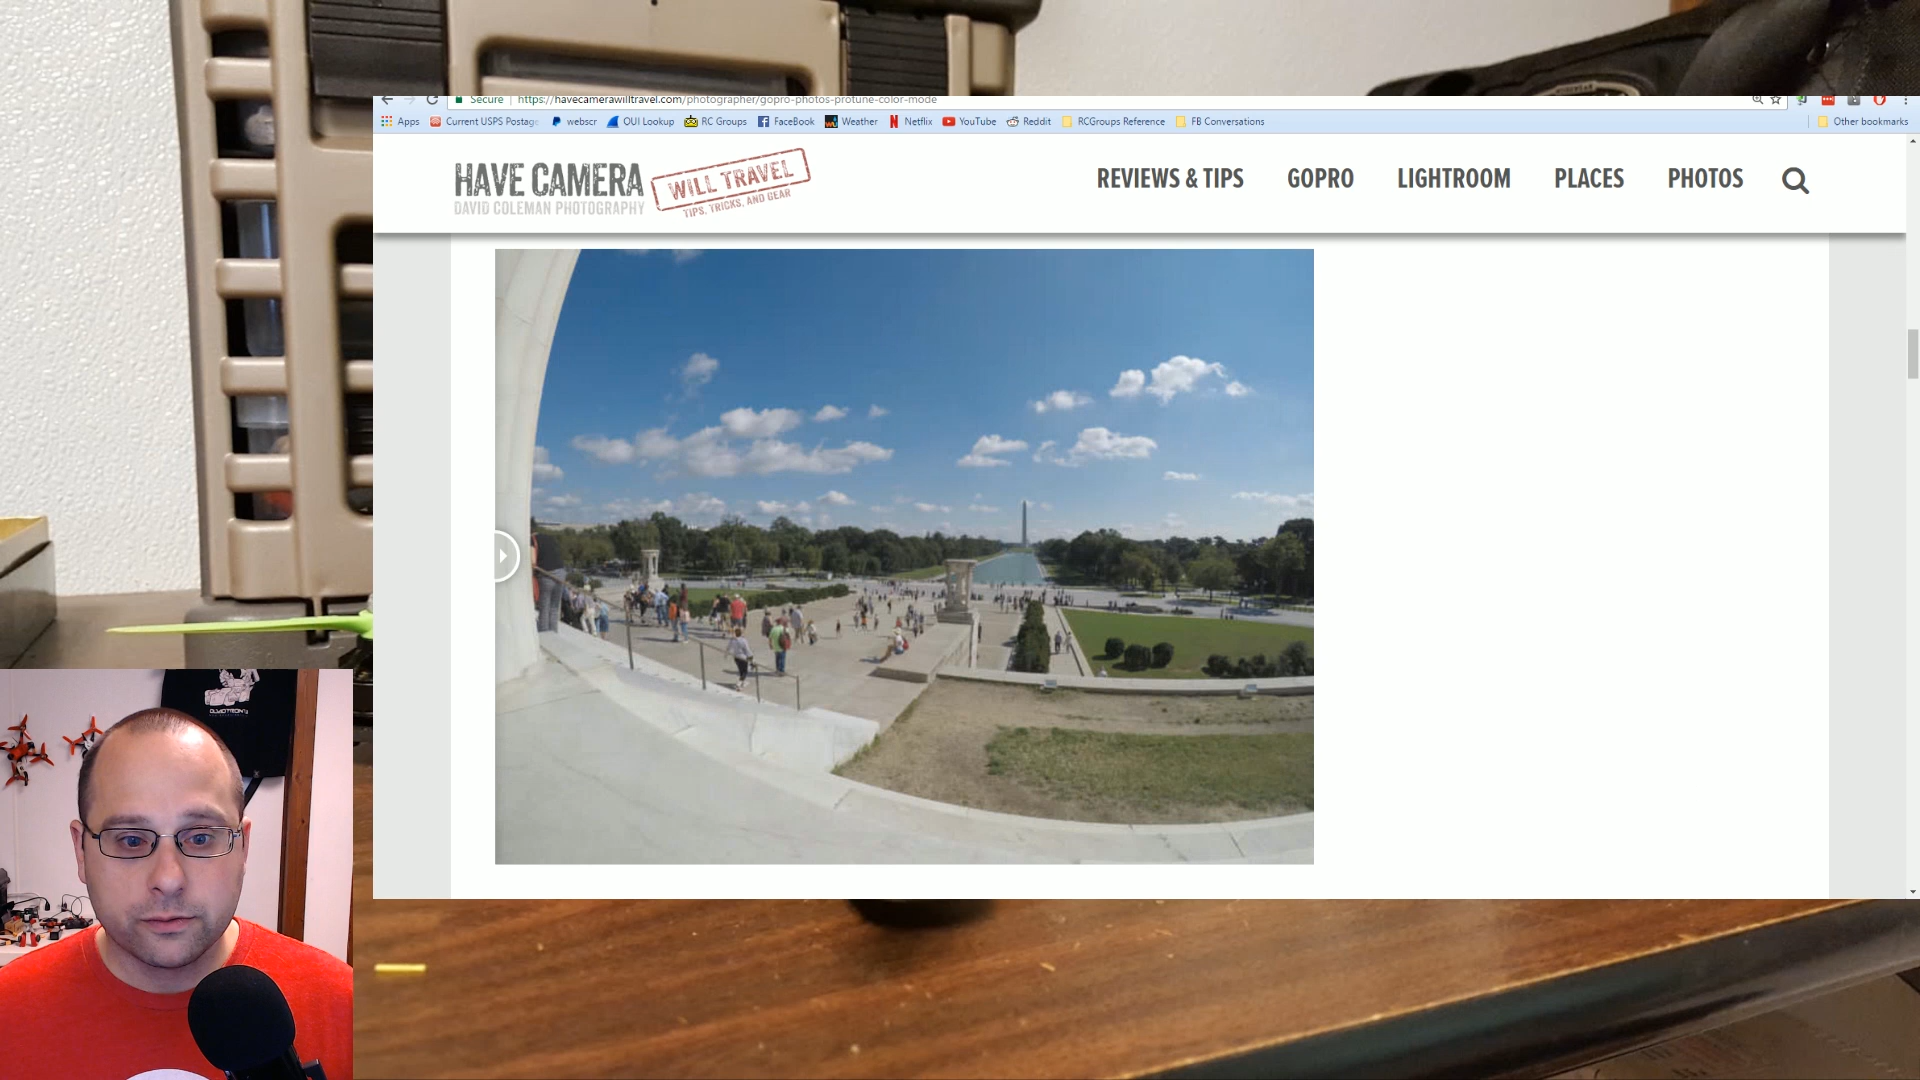 Secure | https://havecamerawilltravel.com/photographer/gopro-photos-protune-color-mode
Apps Current USPS Postage webscr OUI Lookup RC Groups FaceBook Weather Netflix YouTube Reddit RCGroups Reference FB Conversations Other bookmarks
HAVE CAMERA WILL TRAVEL
DAVID COLEMAN PHOTOGRAPHY TIPS, TRICKS, AND GEAR
REVIEWS & TIPS GOPRO LIGHTROOM PLACES PHOTOS